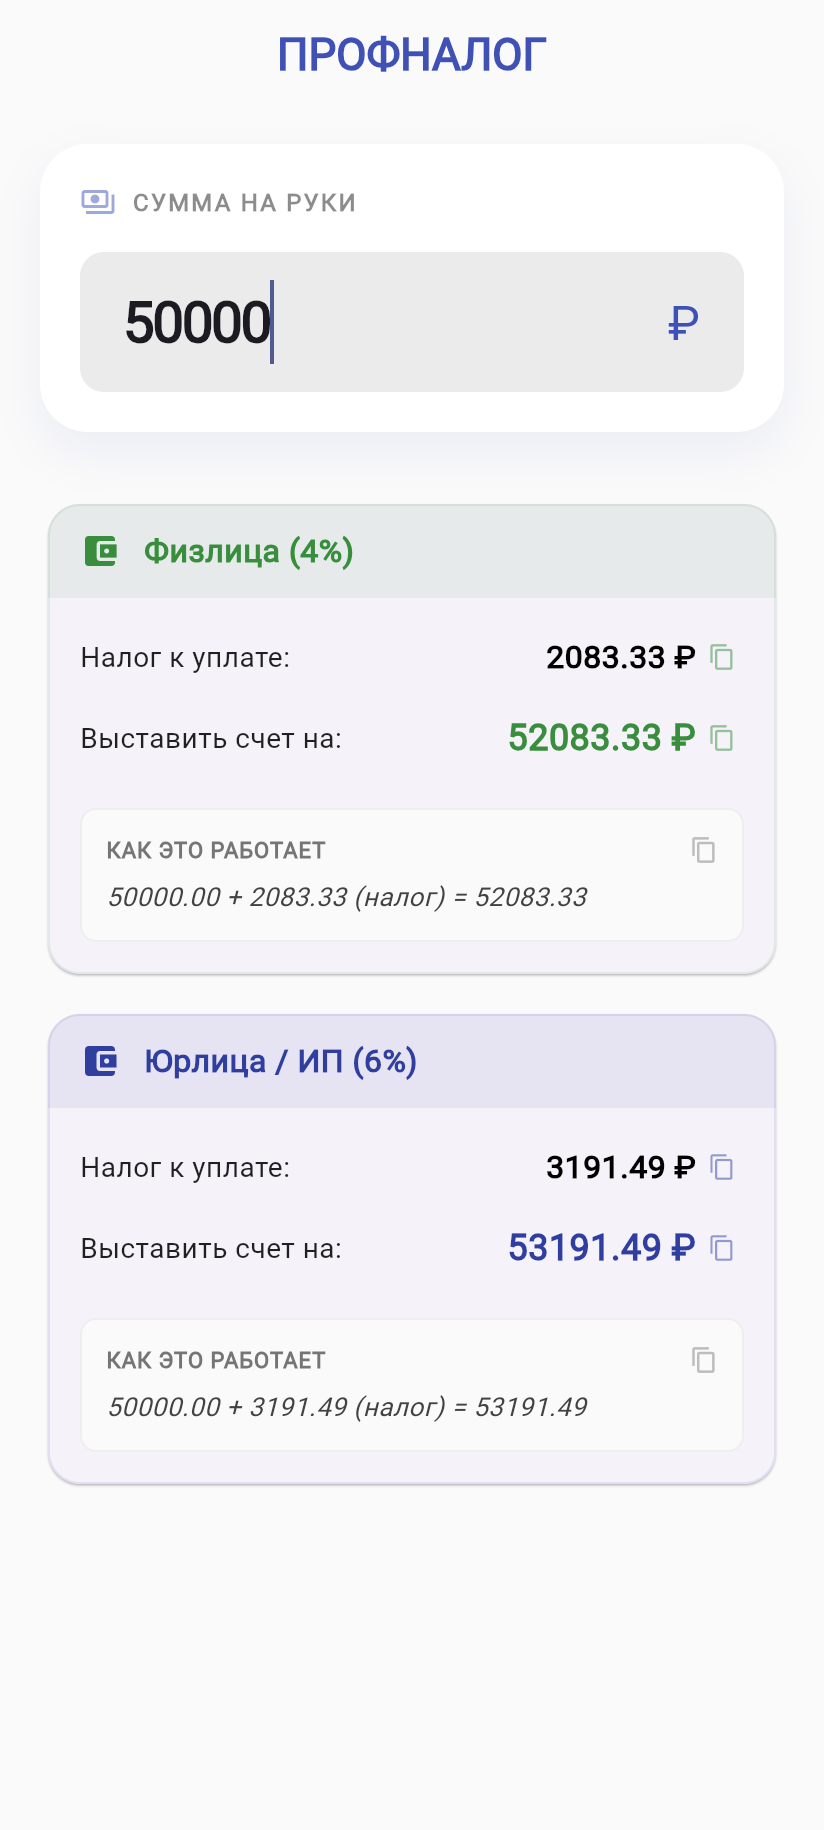 ПРОФНАЛОГ
СУММА НА РУКИ
50000 ₽
Физлица (4%)
Налог к уплате: 2083.33 ₽
Выставить счет на: 52083.33 ₽
КАК ЭТО РАБОТАЕТ
50000.00 + 2083.33 (налог) = 52083.33
Юрлица / ИП (6%)
Налог к уплате: 3191.49 ₽
Выставить счет на: 53191.49 ₽
КАК ЭТО РАБОТАЕТ
50000.00 + 3191.49 (налог) = 53191.49